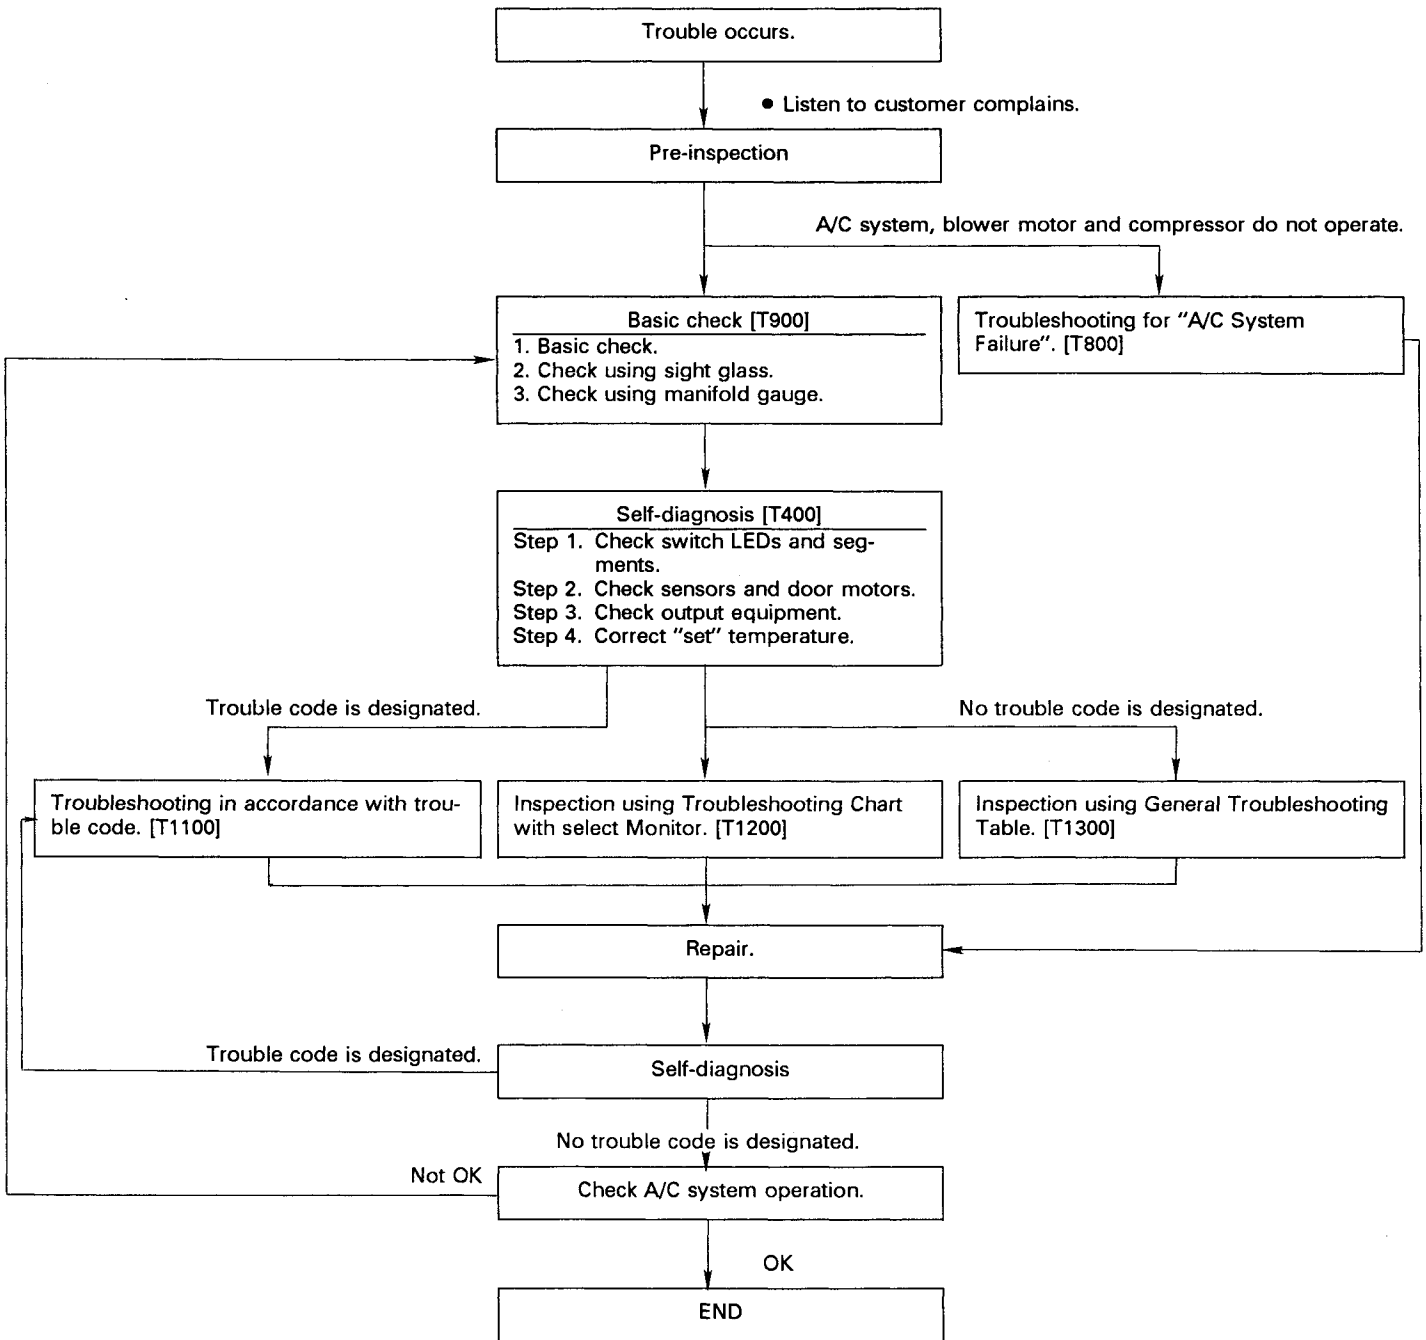 Trouble occurs.
● Listen to customer complains.
Pre-inspection
A/C system, blower motor and compressor do not operate.
Basic check [T900]
1. Basic check.
2. Check using sight glass.
3. Check using manifold gauge.
Troubleshooting for "A/C System
Failure". [T800]
Self-diagnosis [T400]
Step 1. Check switch LEDs and seg-
ments.
Step 2. Check sensors and door motors.
Step 3. Check output equipment.
Step 4. Correct "set" temperature.
Trouble code is designated.
No trouble code is designated.
Troubleshooting in accordance with trou-
ble code. [T1100]
Inspection using Troubleshooting Chart
with select Monitor. [T1200]
Inspection using General Troubleshooting
Table. [T1300]
Repair.
Trouble code is designated.
Self-diagnosis
No trouble code is designated.
Not OK
Check A/C system operation.
OK
END